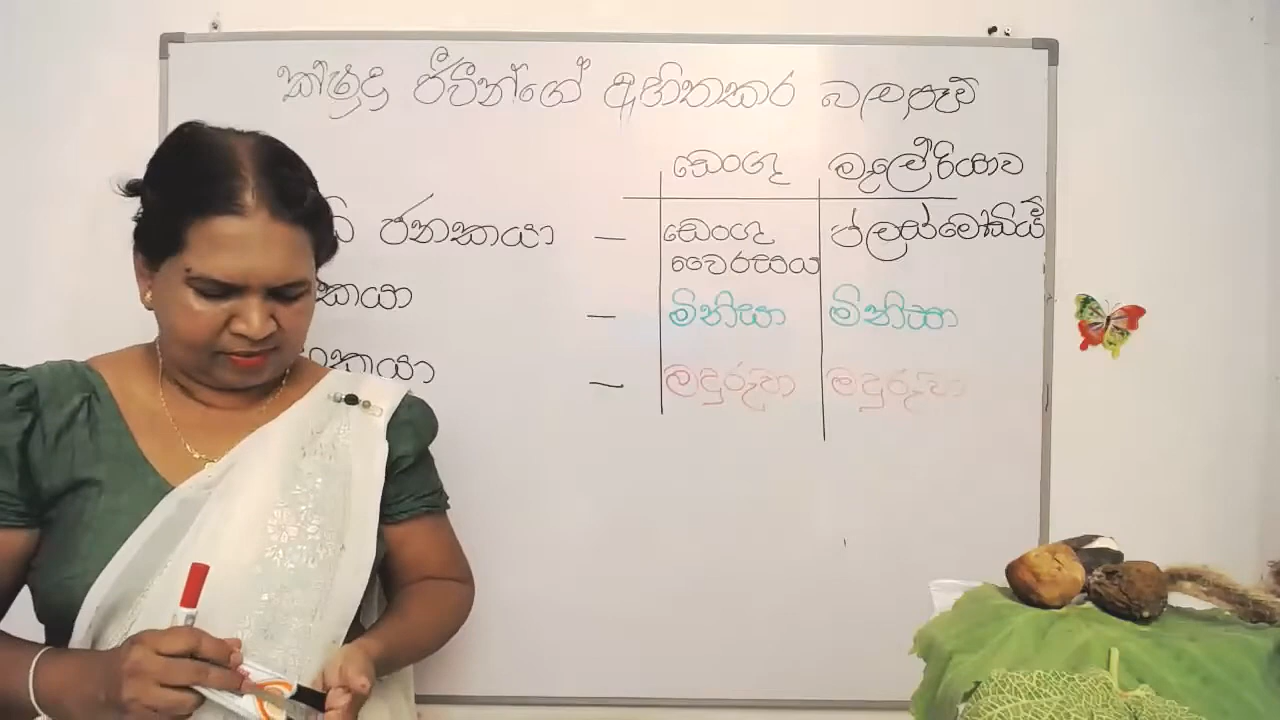 ක්ෂුද්‍ර ජීවීන්ගේ අහිතකර බලපෑම්
ඩෙංගු මැලේරියාව
ජනකයා – ඩෙංගු ප්ලාස්මෝඩියම්
වෛරසය
– මිනිසා මිනිසා
– මදුරුවා මදුරුවා